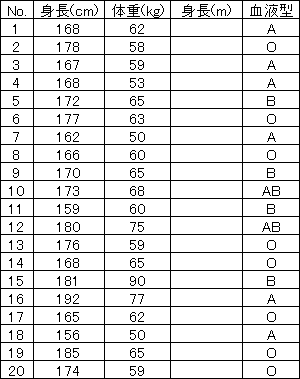 No. 身長(cm) 体重(kg) 身長(m) 血液型
1 168 62 A
2 178 58 O
3 167 59 A
4 168 53 A
5 172 65 B
6 177 63 O
7 162 50 A
8 166 60 O
9 170 65 B
10 173 68 AB
11 159 60 B
12 180 75 AB
13 176 59 O
14 168 65 O
15 181 90 B
16 192 77 A
17 165 62 O
18 156 50 A
19 185 65 O
20 174 59 O